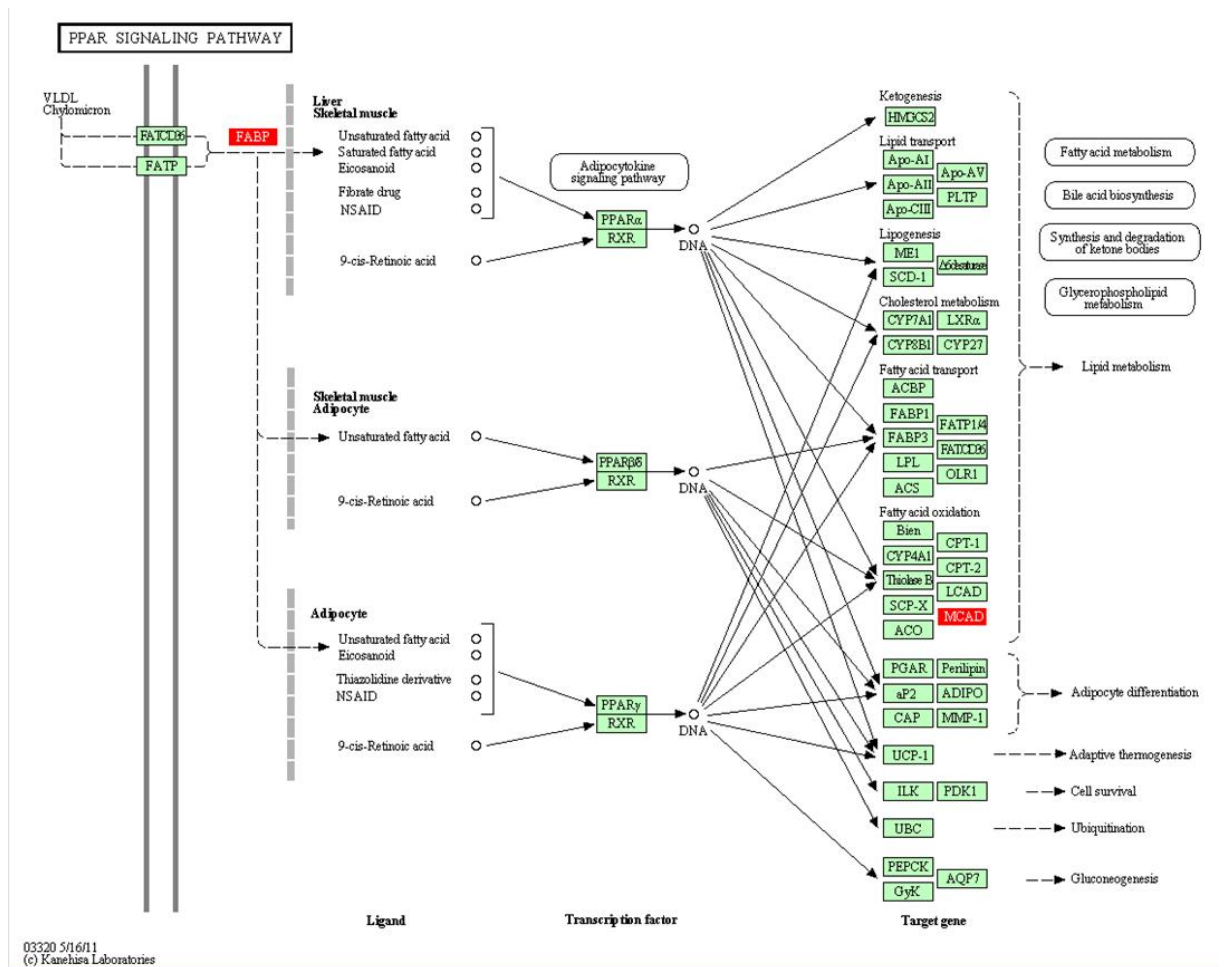 PPAR SIGNALING PATHWAY
VLDL
Chylomicron
FATCD36
FATP
FABP
Liver
Skeletal muscle
Unsaturated fatty acid
Saturated fatty acid
Eicosanoid
Fibrate drug
NSAID
9-cis-Retinoic acid
Adipocytokine
signaling pathway
PPARα
RXR
DNA
Skeletal muscle
Adipocyte
Unsaturated fatty acid
9-cis-Retinoic acid
PPARβ/δ
RXR
DNA
Adipocyte
Unsaturated fatty acid
Eicosanoid
Thiazolidine derivative
NSAID
9-cis-Retinoic acid
PPARγ
RXR
DNA
Ketogenesis
HMGCS2
Lipid transport
Apo-AI
Apo-AII
Apo-CIII
Apo-AV
PLTP
Lipogenesis
ME1
SCD-1
Δ6desaturase
Cholesterol metabolism
CYP7A1
LXRα
CYP8B1
CYP27
Fatty acid transport
ACBP
FABP1
FABP3
LPL
ACS
FATP1/4
FATCD36
OLR1
Fatty acid oxidation
Bien
CYP4A1
Thiolase B
SCP-X
ACO
CPT-1
CPT-2
LCAD
MCAD
PGAR
Perilipin
aP2
ADIPO
CAP
MMP-1
UCP-1
ILK
PDK1
UBC
PEPCK
GyK
AQP7
Fatty acid metabolism
Bile acid biosynthesis
Synthesis and degradation
of ketone bodies
Glycerophospholipid
metabolism
Lipid metabolism
Adipocyte differentiation
Adaptive thermogenesis
Cell survival
Ubiquitination
Gluconeogenesis
Ligand
Transcription factor
Target gene
03320 5/16/11
(c) Kanehisa Laboratories